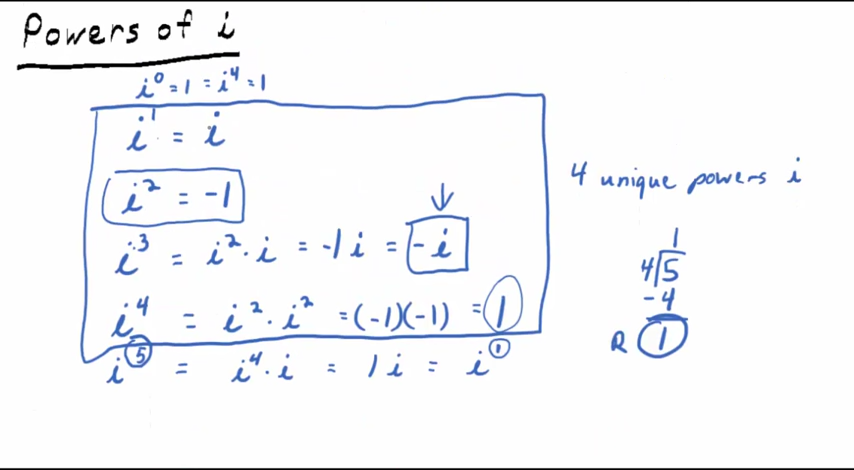 Powers of i
i⁰ = 1 = i⁴ = 1
i¹ = i
i² = -1
i³ = i² · i = -1 i = -i
i⁴ = i² · i² = (-1)(-1) = 1
i⁵ = i⁴ · i = 1 i = i¹
4 unique powers i
1
4 5
-4
R 1